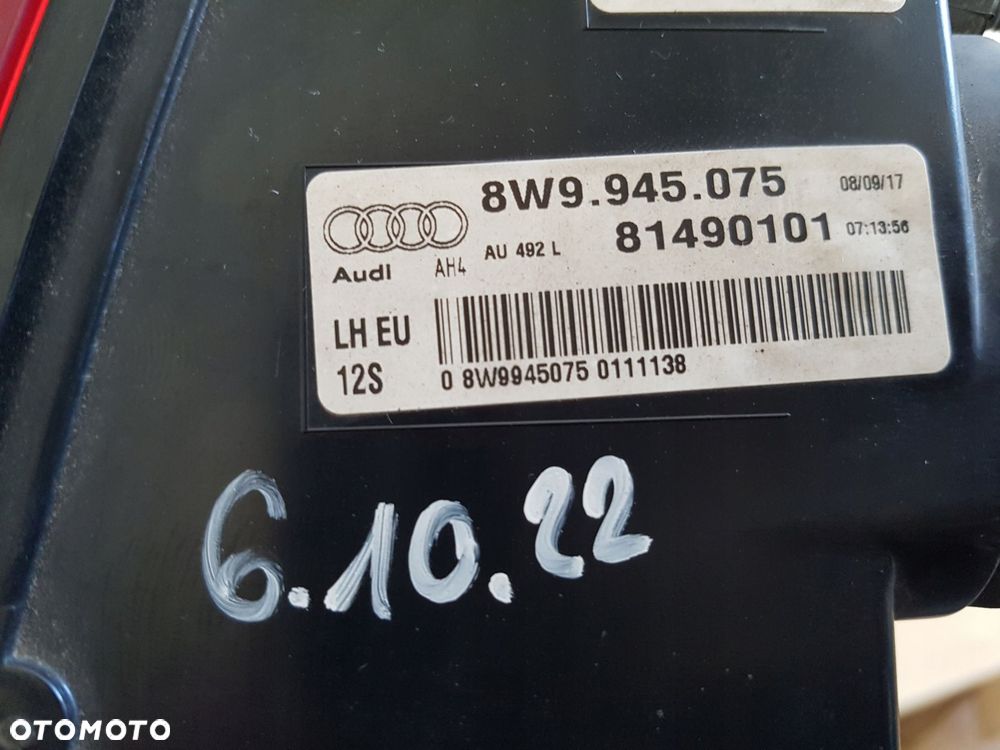 8W9.945.075 08/09/17
AU 492 L 81490101 07:13:56
Audi AH4
LH EU
12S
0 8W9945075 0111138
6.10.22
OTOMOTO